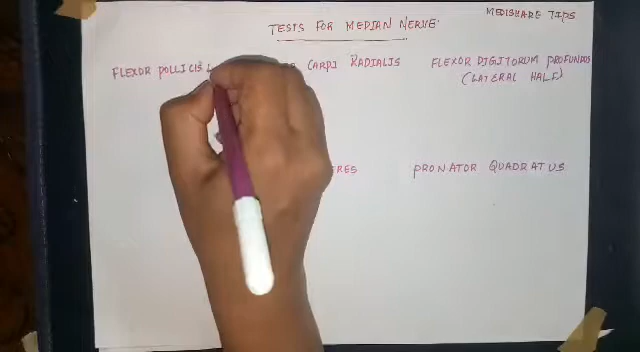 MEDISHARE TIPS
TESTS FOR MEDIAN NERVE
FLEXOR POLLICIS
CARPI RADIALIS
FLEXOR DIGITORUM PROFUNDUS
(LATERAL HALF)
PRONATOR QUADRATUS